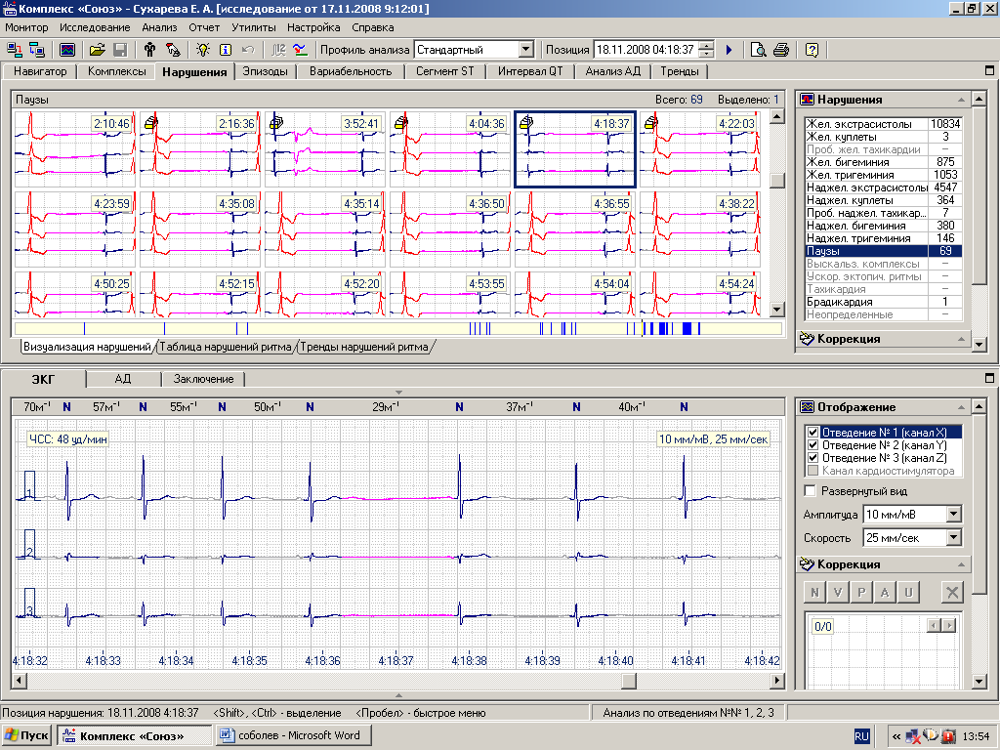 Комплекс «Союз» - Сухарева Е. А. [исследование от 17.11.2008 9:12:01]
Монитор Исследование Анализ Отчет Утилиты Настройка Справка
Профиль анализа Стандартный Позиция 18.11.2008 04:18:37
Навигатор Комплексы Нарушения Эпизоды Вариабельность Сегмент ST Интервал QT Анализ АД Тренды
Паузы Всего: 69 Выделено: 1
2:10:46 2:16:36 3:52:41 4:04:36 4:18:37 4:22:03
4:23:59 4:35:08 4:35:14 4:36:50 4:36:55 4:38:22
4:50:25 4:52:15 4:52:20 4:53:55 4:54:04 4:54:24
Визуализация нарушений Таблица нарушений ритма Тренды нарушений ритма
Нарушения
Жел. экстрасистолы 10834
Жел. куплеты 3
Проб. жел. тахикардии –
Жел. бигеминия 875
Жел. тригеминия 1053
Наджел. экстрасистолы 4547
Наджел. куплеты 364
Проб. наджел. тахикар... 7
Наджел. бигеминия 380
Наджел. тригеминия 146
Паузы 69
Выскальз. комплексы –
Ускор. эктопич. ритмы –
Тахикардия –
Брадикардия 1
Неопределенные –
Коррекция
ЭКГ АД Заключение
70м⁻¹ N 57м⁻¹ N 55м⁻¹ N 50м⁻¹ N 29м⁻¹ N 37м⁻¹ N 40м⁻¹ N
ЧСС: 48 уд/мин 10 мм/мВ, 25 мм/сек
1
2
3
4:18:32 4:18:33 4:18:34 4:18:35 4:18:36 4:18:37 4:18:38 4:18:39 4:18:40 4:18:41 4:18:42
Отображение
Отведение № 1 (канал X)
Отведение № 2 (канал Y)
Отведение № 3 (канал Z)
Канал кардиостимулятора
Развернутый вид
Амплитуда 10 мм/мВ
Скорость 25 мм/сек
Коррекция
N V P A U
0/0
Позиция нарушения: 18.11.2008 4:18:37 <Shift>, <Ctrl> - выделение <Пробел> - быстрое меню Анализ по отведениям №№ 1, 2, 3
Пуск Комплекс «Союз» соболев - Microsoft Word RU « 13:54